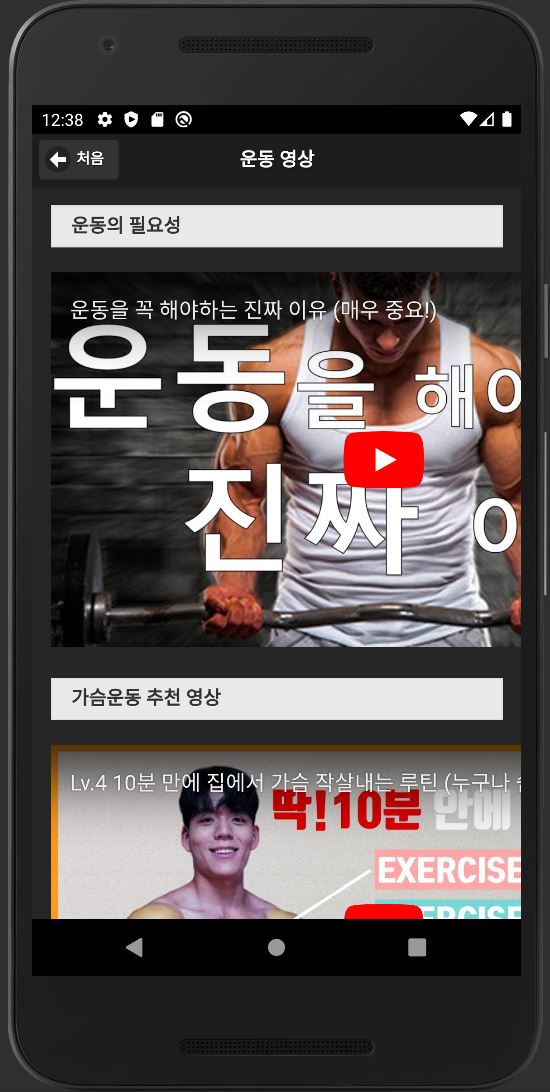 12:38
처음
운동 영상
운동의 필요성
운동을 꼭 해야하는 진짜 이유 (매우 중요!)
운동을 해야
진짜 이
가슴운동 추천 영상
Lv.4 10분 만에 집에서 가슴 작살내는 루틴 (누구나
딱!10분 안에
EXERCISE
EXERCISE